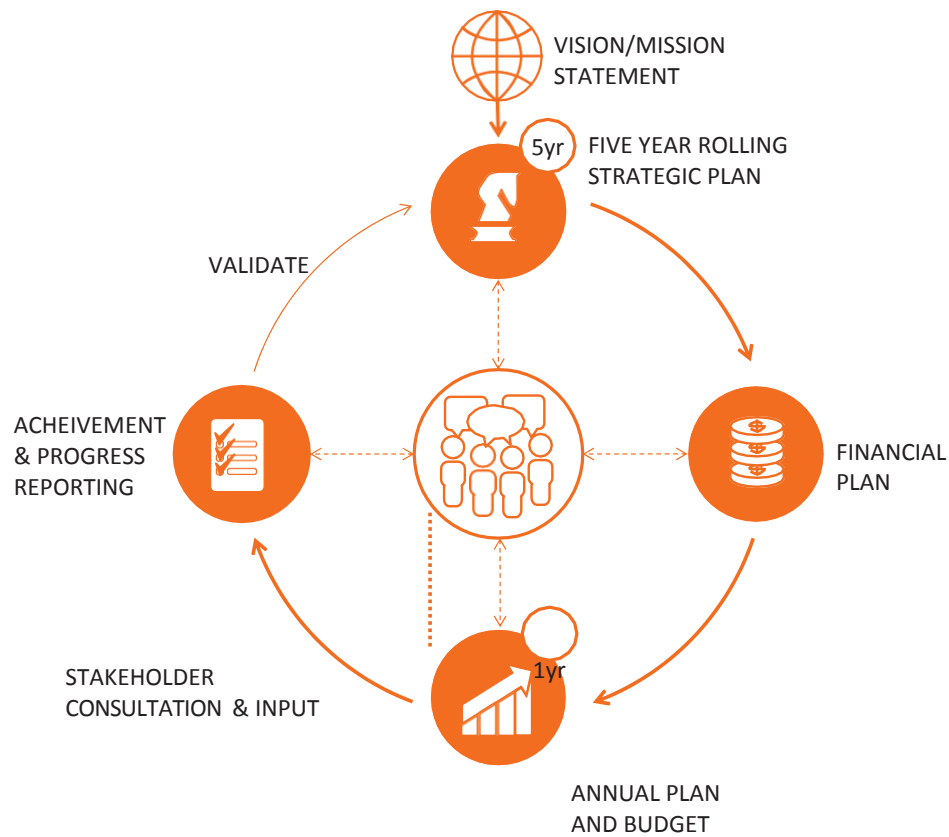 VISION/MISSION
STATEMENT
5yr
FIVE YEAR ROLLING
STRATEGIC PLAN
VALIDATE
ACHEIVEMENT
& PROGRESS
REPORTING
FINANCIAL
PLAN
1yr
STAKEHOLDER
CONSULTATION & INPUT
ANNUAL PLAN
AND BUDGET